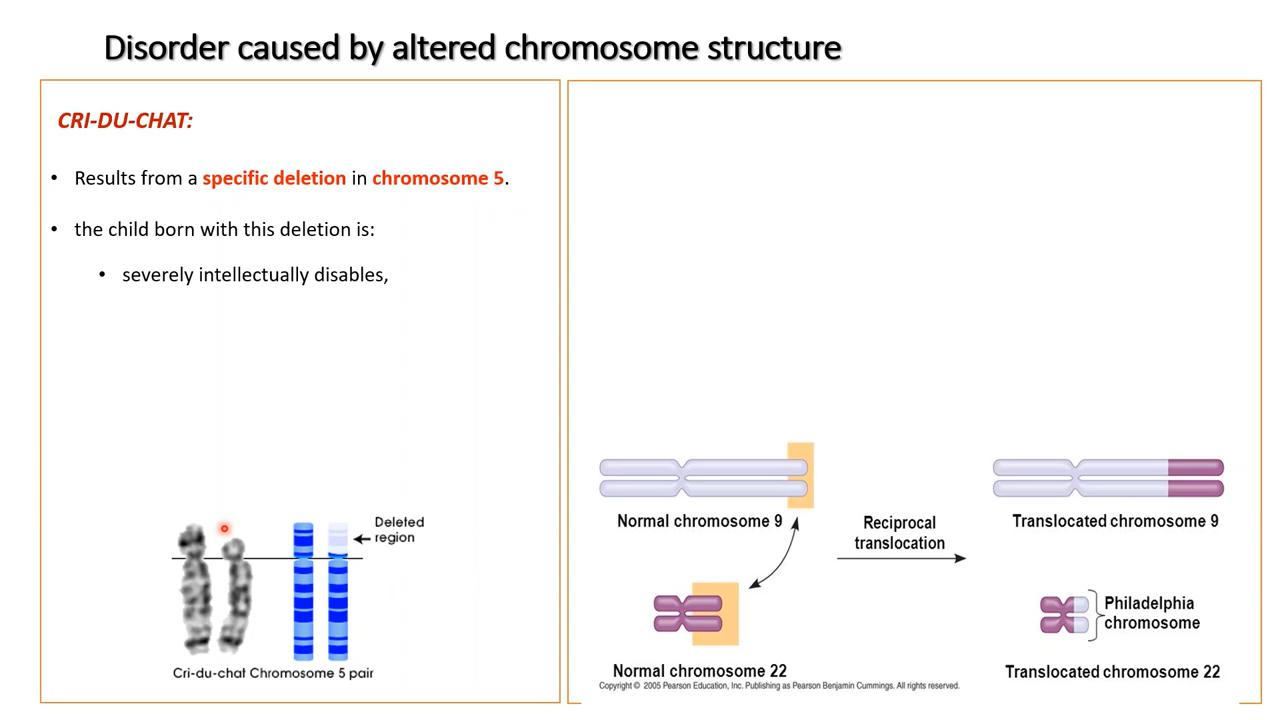 Disorder caused by altered chromosome structure
CRI-DU-CHAT:
• Results from a specific deletion in chromosome 5.
• the child born with this deletion is:
• severely intellectually disables,
Deleted
region
Cri-du-chat Chromosome 5 pair
Normal chromosome 9
Reciprocal
translocation
Translocated chromosome 9
Philadelphia
chromosome
Normal chromosome 22
Translocated chromosome 22
Copyright © 2005 Pearson Education, Inc. Publishing as Pearson Benjamin Cummings. All rights reserved.